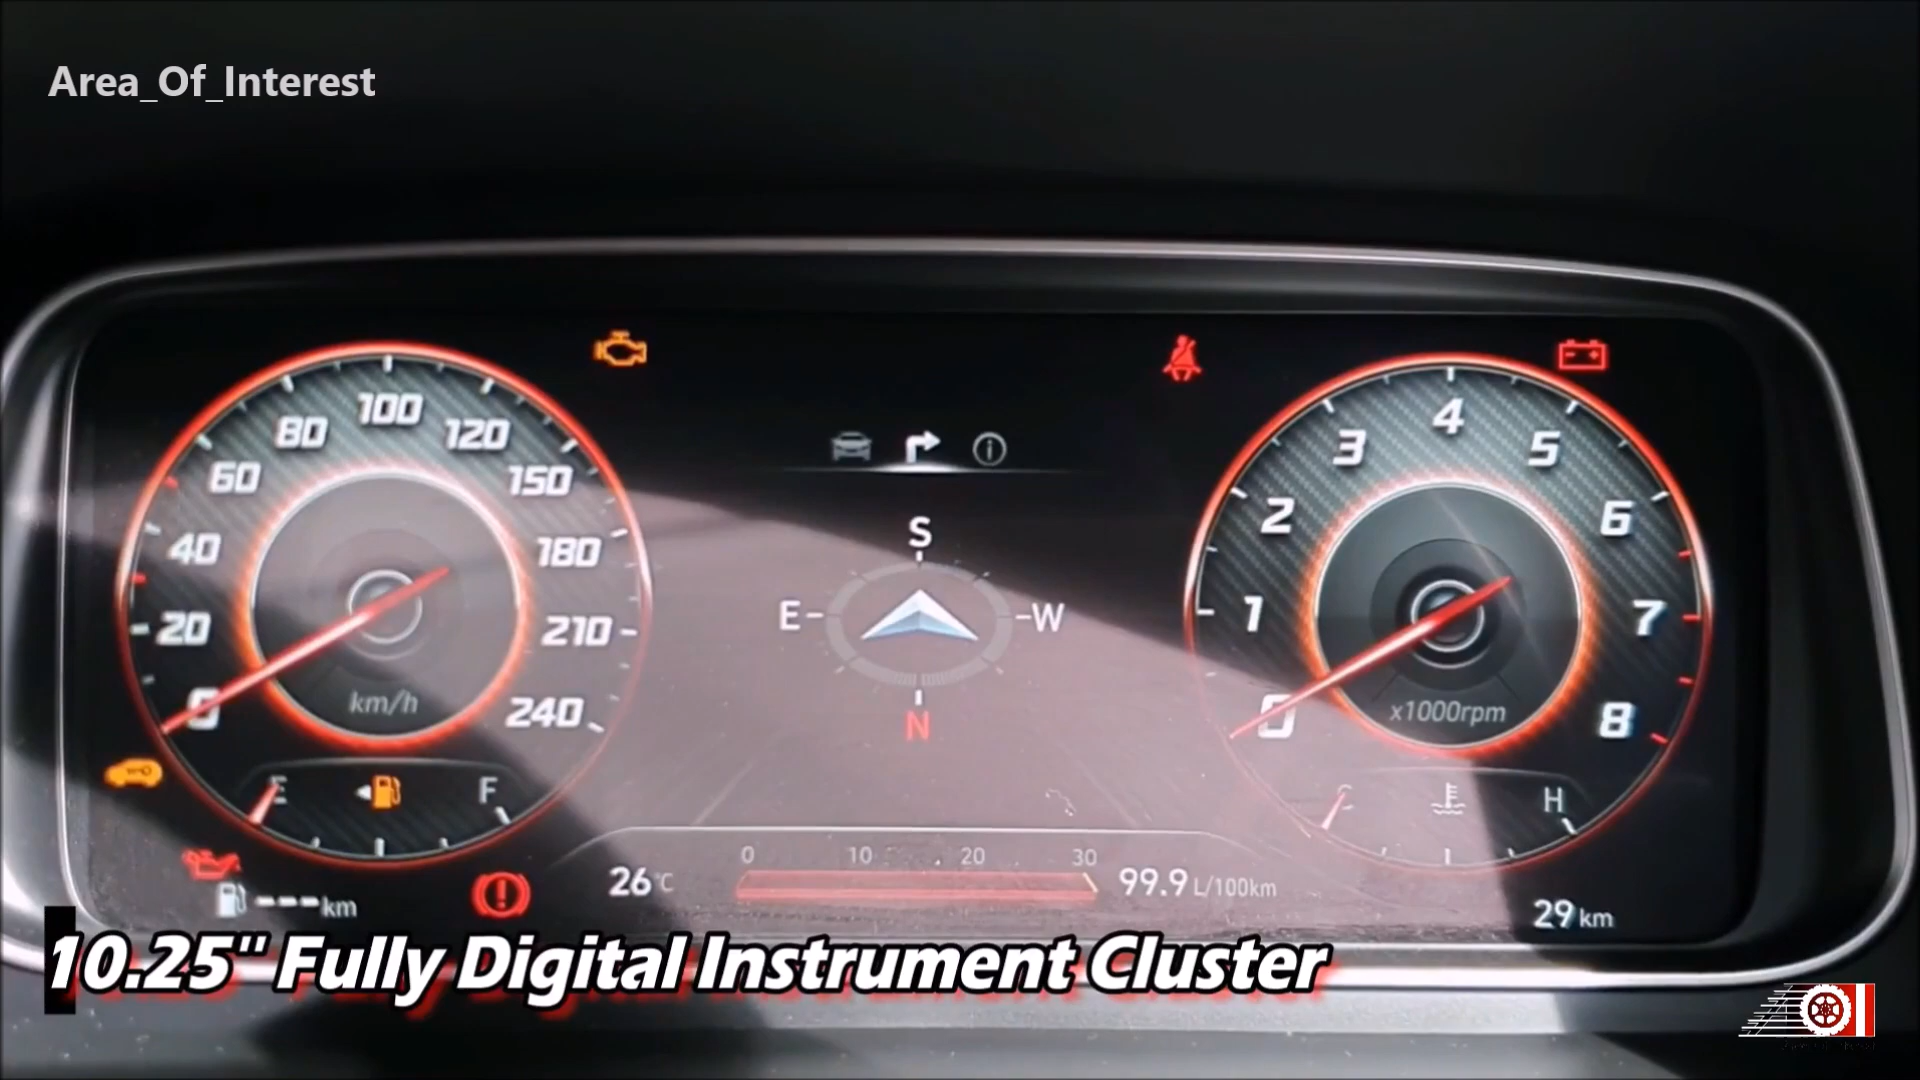 Area_Of_Interest
100
80
120
60
150
40
180
20
210
0
240
km/h
E
F
---km
S
E
W
N
0 10 20 30
26°C
99.9 L/100km
4
3
5
2
6
1
7
0
8
x1000rpm
C
H
29 km
10.25" Fully Digital Instrument Cluster